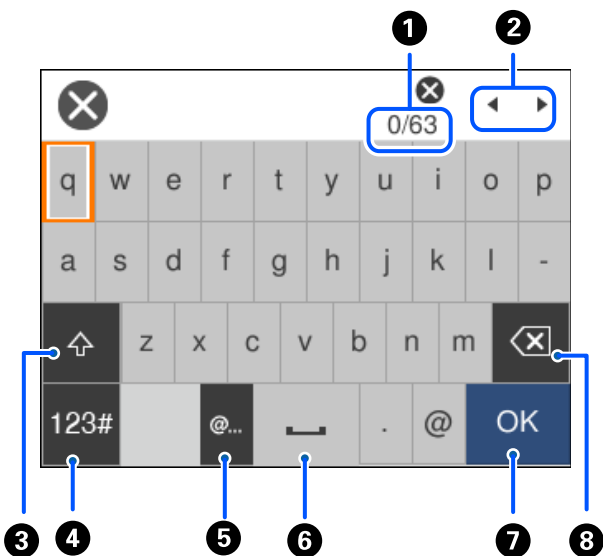 1 2
0/63
q w e r t y u i o p
a s d f g h j k l -
z x c v b n m
123# @... . @ OK
3 4 5 6 7 8